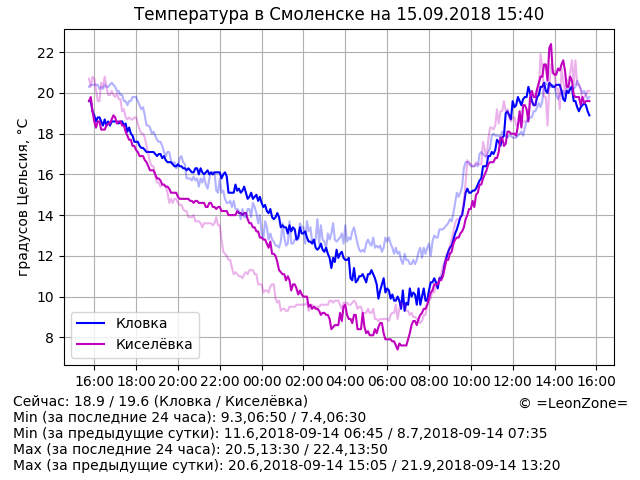 Температура в Смоленске на 15.09.2018 15:40
градусов Цельсия, °C
22
20
18
16
14
12
10
8
Кловка
Киселёвка
16:00 18:00 20:00 22:00 00:00 02:00 04:00 06:00 08:00 10:00 12:00 14:00 16:00
Сейчас: 18.9 / 19.6 (Кловка / Киселёвка)
© =LeonZone=
Min (за последние 24 часа): 9.3,06:50 / 7.4,06:30
Min (за предыдущие сутки): 11.6,2018-09-14 06:45 / 8.7,2018-09-14 07:35
Max (за последние 24 часа): 20.5,13:30 / 22.4,13:50
Max (за предыдущие сутки): 20.6,2018-09-14 15:05 / 21.9,2018-09-14 13:20